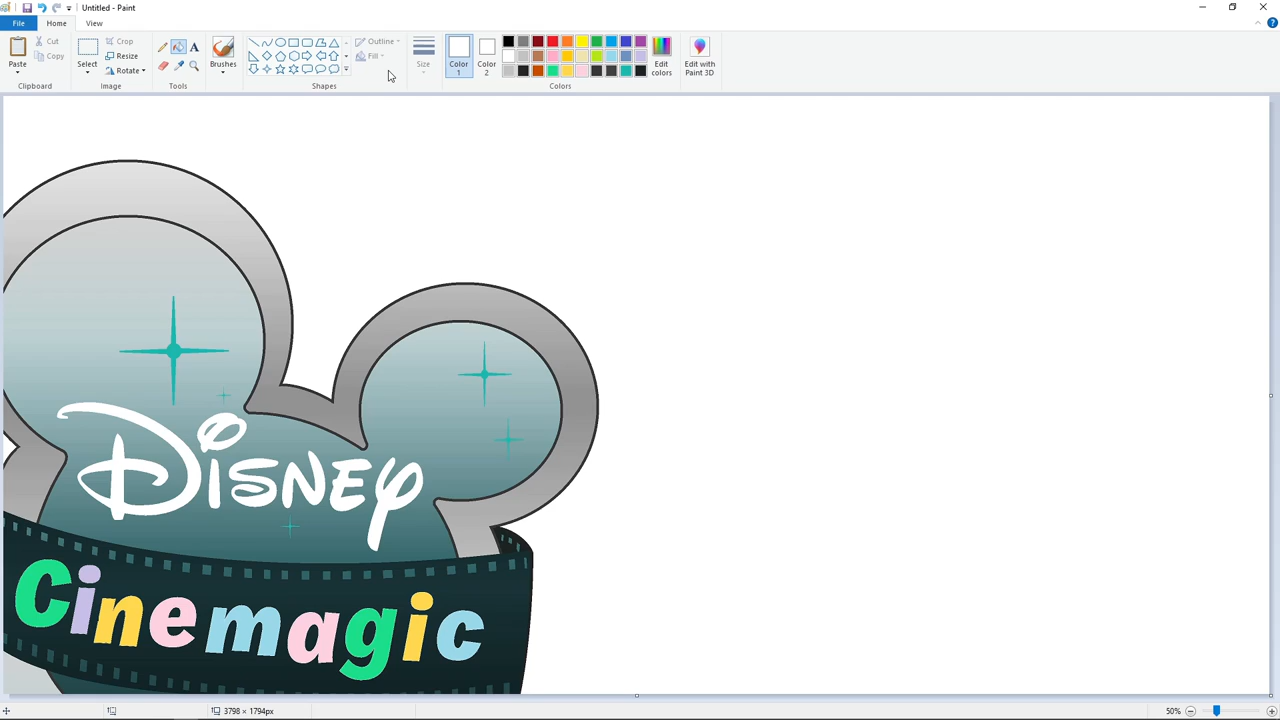 Untitled - Paint
File Home View
Paste
Cut
Copy
Clipboard
Select
Crop
Resize
Rotate
Image
A
Tools
Brushes
Shapes
Outline
Fill
Size
Color 1
Color 2
Colors
Edit colors
Edit with Paint 3D
Disney
Cinemagic
3798 × 1794px
50%